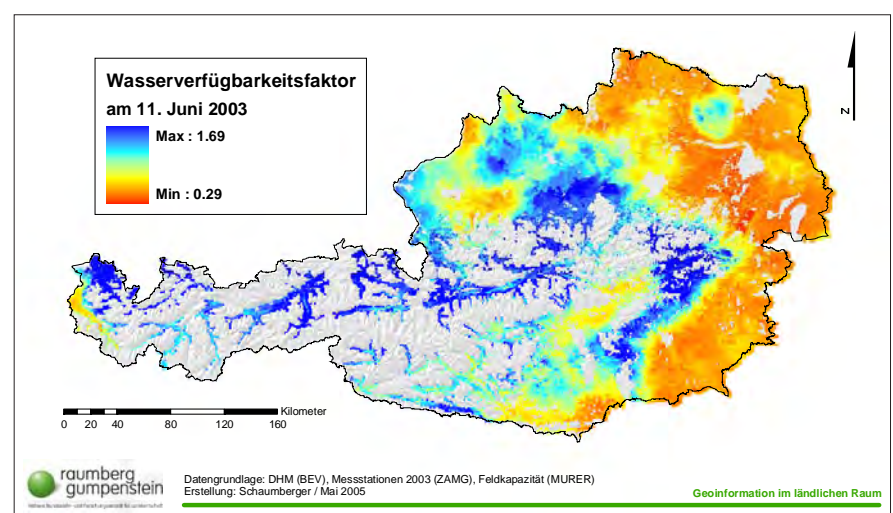 Wasserverfügbarkeitsfaktor
am 11. Juni 2003
Max : 1.69
Min : 0.29
N
Kilometer
0 20 40 80 120 160
raumberg
gumpenstein
Datengrundlage: DHM (BEV), Messstationen 2003 (ZAMG), Feldkapazität (MURER)
Erstellung: Schaumberger / Mai 2005
Geoinformation im ländlichen Raum